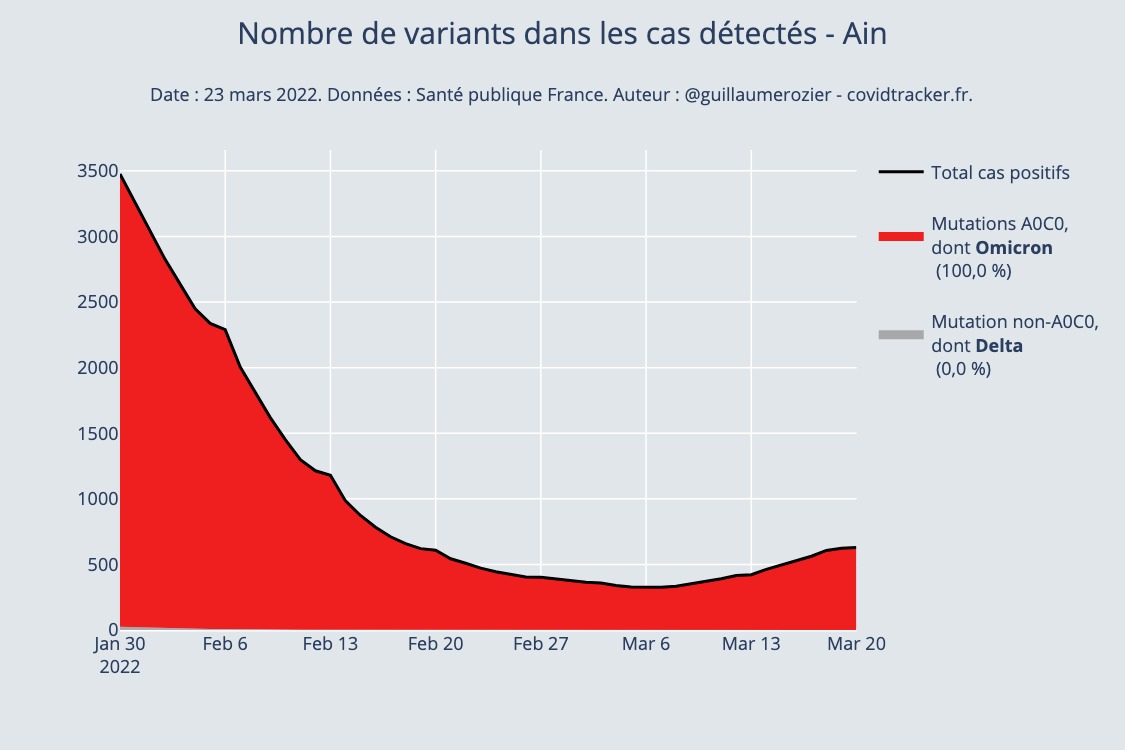 Nombre de variants dans les cas détectés - Ain
Date : 23 mars 2022. Données : Santé publique France. Auteur : @guillaumerozier - covidtracker.fr.
3500
3000
2500
2000
1500
1000
500
0
Jan 30
2022
Feb 6
Feb 13
Feb 20
Feb 27
Mar 6
Mar 13
Mar 20
Total cas positifs
Mutations A0C0,
dont Omicron
(100,0 %)
Mutation non-A0C0,
dont Delta
(0,0 %)